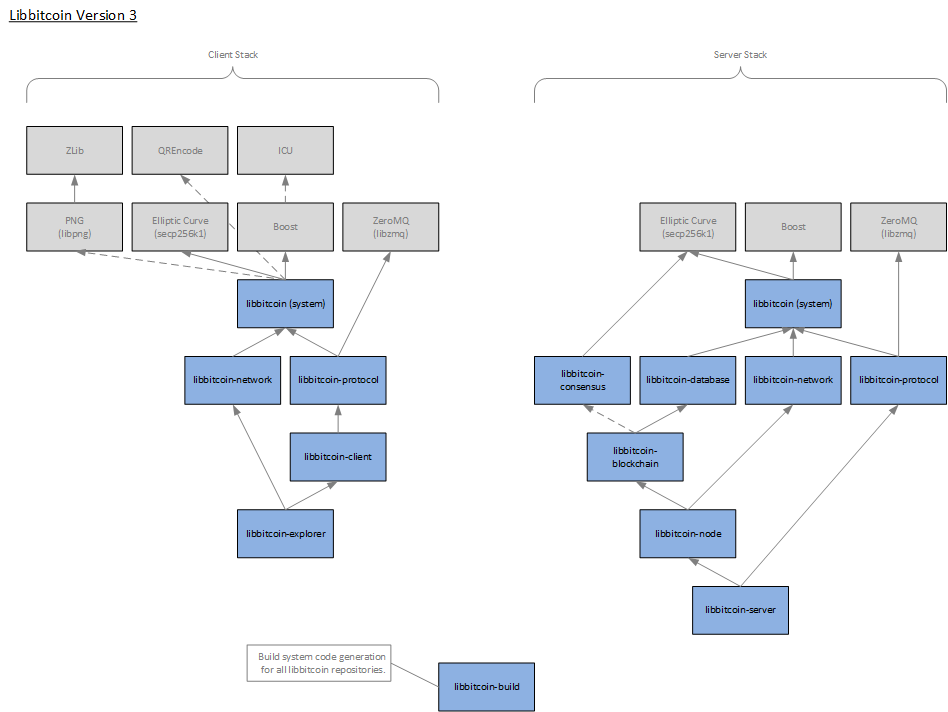 Libbitcoin Version 3
Client Stack
Server Stack
ZLib
QREncode
ICU
PNG
(libpng)
Elliptic Curve
(secp256k1)
Boost
ZeroMQ
(libzmq)
Elliptic Curve
(secp256k1)
Boost
ZeroMQ
(libzmq)
libbitcoin (system)
libbitcoin (system)
libbitcoin-network
libbitcoin-protocol
libbitcoin-
consensus
libbitcoin-database
libbitcoin-network
libbitcoin-protocol
libbitcoin-client
libbitcoin-
blockchain
libbitcoin-explorer
libbitcoin-node
libbitcoin-server
Build system code generation
for all libbitcoin repositories.
libbitcoin-build